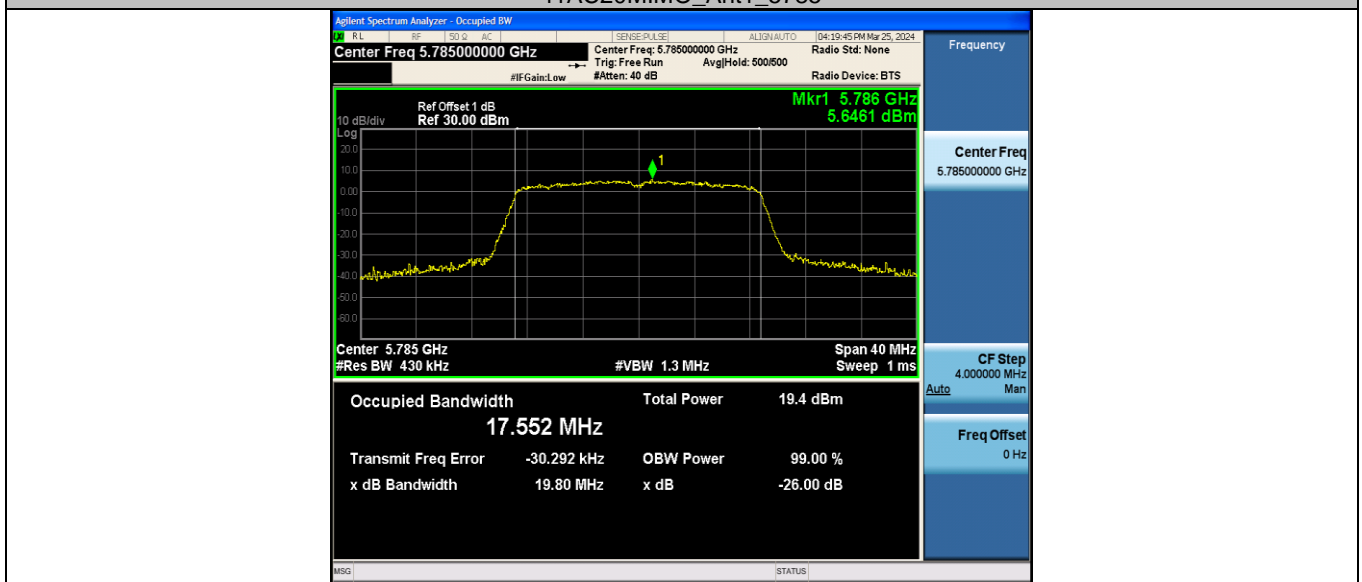 11AC20MIMO_Ant1_5785
Agilent Spectrum Analyzer - Occupied BW
RL RF 50 Ω AC SENSE:PULSE ALIGNAUTO 04:19:45 PM Mar 25, 2024
Center Freq 5.785000000 GHz
Center Freq: 5.785000000 GHz
Radio Std: None
Trig: Free Run Avg|Hold: 500/500
#IFGain:Low #Atten: 40 dB
Radio Device: BTS
Ref Offset 1 dB
10 dB/div Ref 30.00 dBm
Mkr1 5.786 GHz
5.6461 dBm
Log
20.0
10.0
0.00
-10.0
-20.0
-30.0
-40.0
-50.0
-60.0
1
Center 5.785 GHz Span 40 MHz
#Res BW 430 kHz #VBW 1.3 MHz Sweep 1 ms
Occupied Bandwidth Total Power 19.4 dBm
17.552 MHz
Transmit Freq Error -30.292 kHz OBW Power 99.00 %
x dB Bandwidth 19.80 MHz x dB -26.00 dB
MSG STATUS
Frequency
Center Freq
5.785000000 GHz
CF Step
4.000000 MHz
Auto Man
Freq Offset
0 Hz